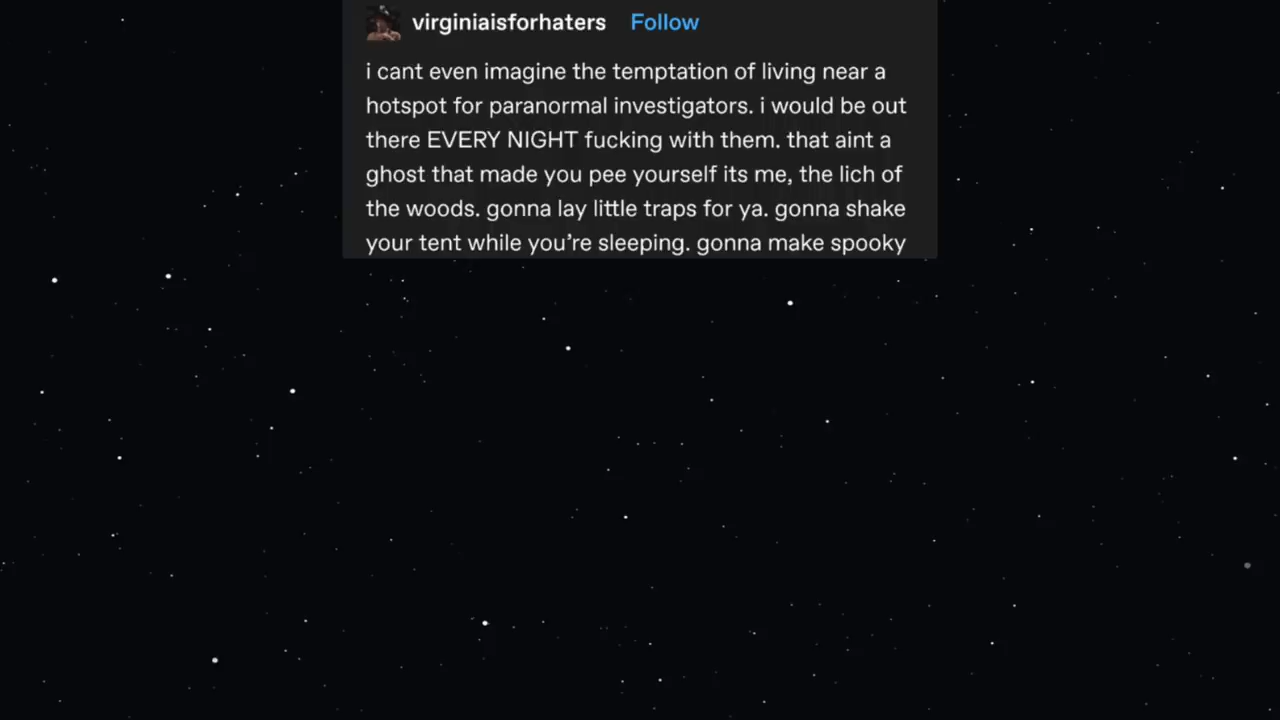 virginiaisforhaters Follow
i cant even imagine the temptation of living near a
hotspot for paranormal investigators. i would be out
there EVERY NIGHT fucking with them. that aint a
ghost that made you pee yourself its me, the lich of
the woods. gonna lay little traps for ya. gonna shake
your tent while you’re sleeping. gonna make spooky